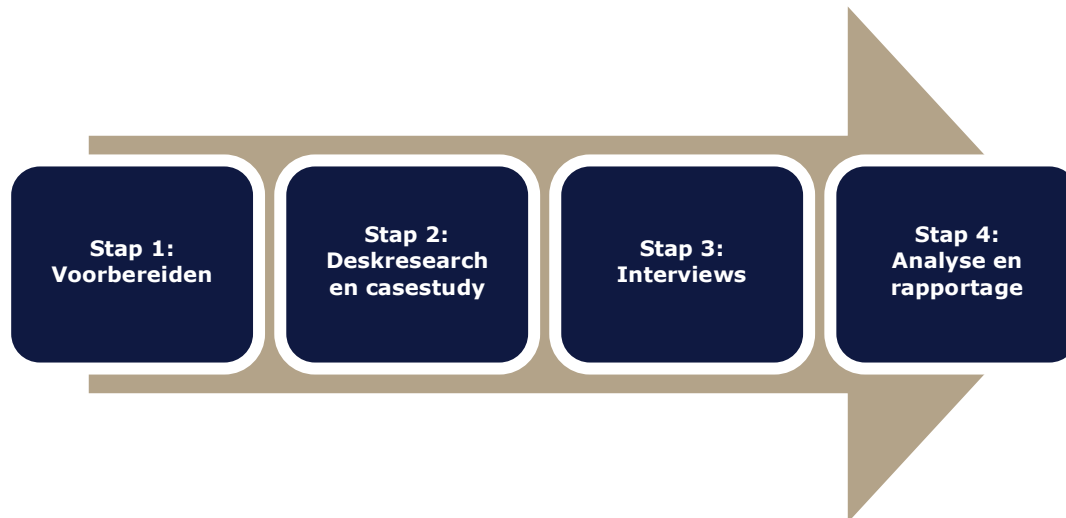 Stap 1:
Voorbereiden
Stap 2:
Deskresearch
en casestudy
Stap 3:
Interviews
Stap 4:
Analyse en
rapportage